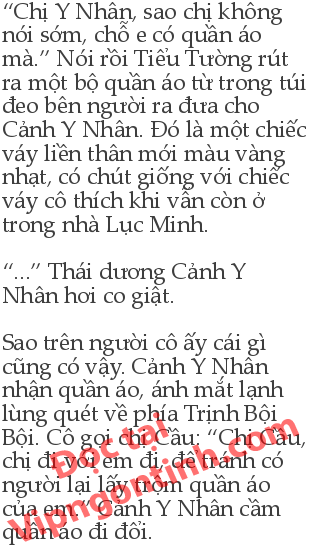 “Chị Y Nhân, sao chị không
nói sớm, chỗ e có quần áo
mà.” Nói rồi Tiểu Tường rút
ra một bộ quần áo từ trong túi
đeo bên người ra đưa cho
Cảnh Y Nhân. Đó là một chiếc
váy liền thân mới màu vàng
nhạt, có chút giống với chiếc
váy cô thích khi vẫn còn ở
trong nhà Lục Minh.
“...” Thái dương Cảnh Y
Nhân hơi co giật.
Sao trên người cô ấy cái gì
cũng có vậy. Cảnh Y Nhân
nhận quần áo, ánh mắt lạnh
lùng quét về phía Trịnh Bội
Bội. Cô gọi chị Cầu: “Chị Cầu,
chị đi với em đi, để tránh có
người lại lấy trộm quần áo
của em.” Cảnh Y Nhân cầm
quần áo đi đổi.
Đọc tại
Vipngontinh.com